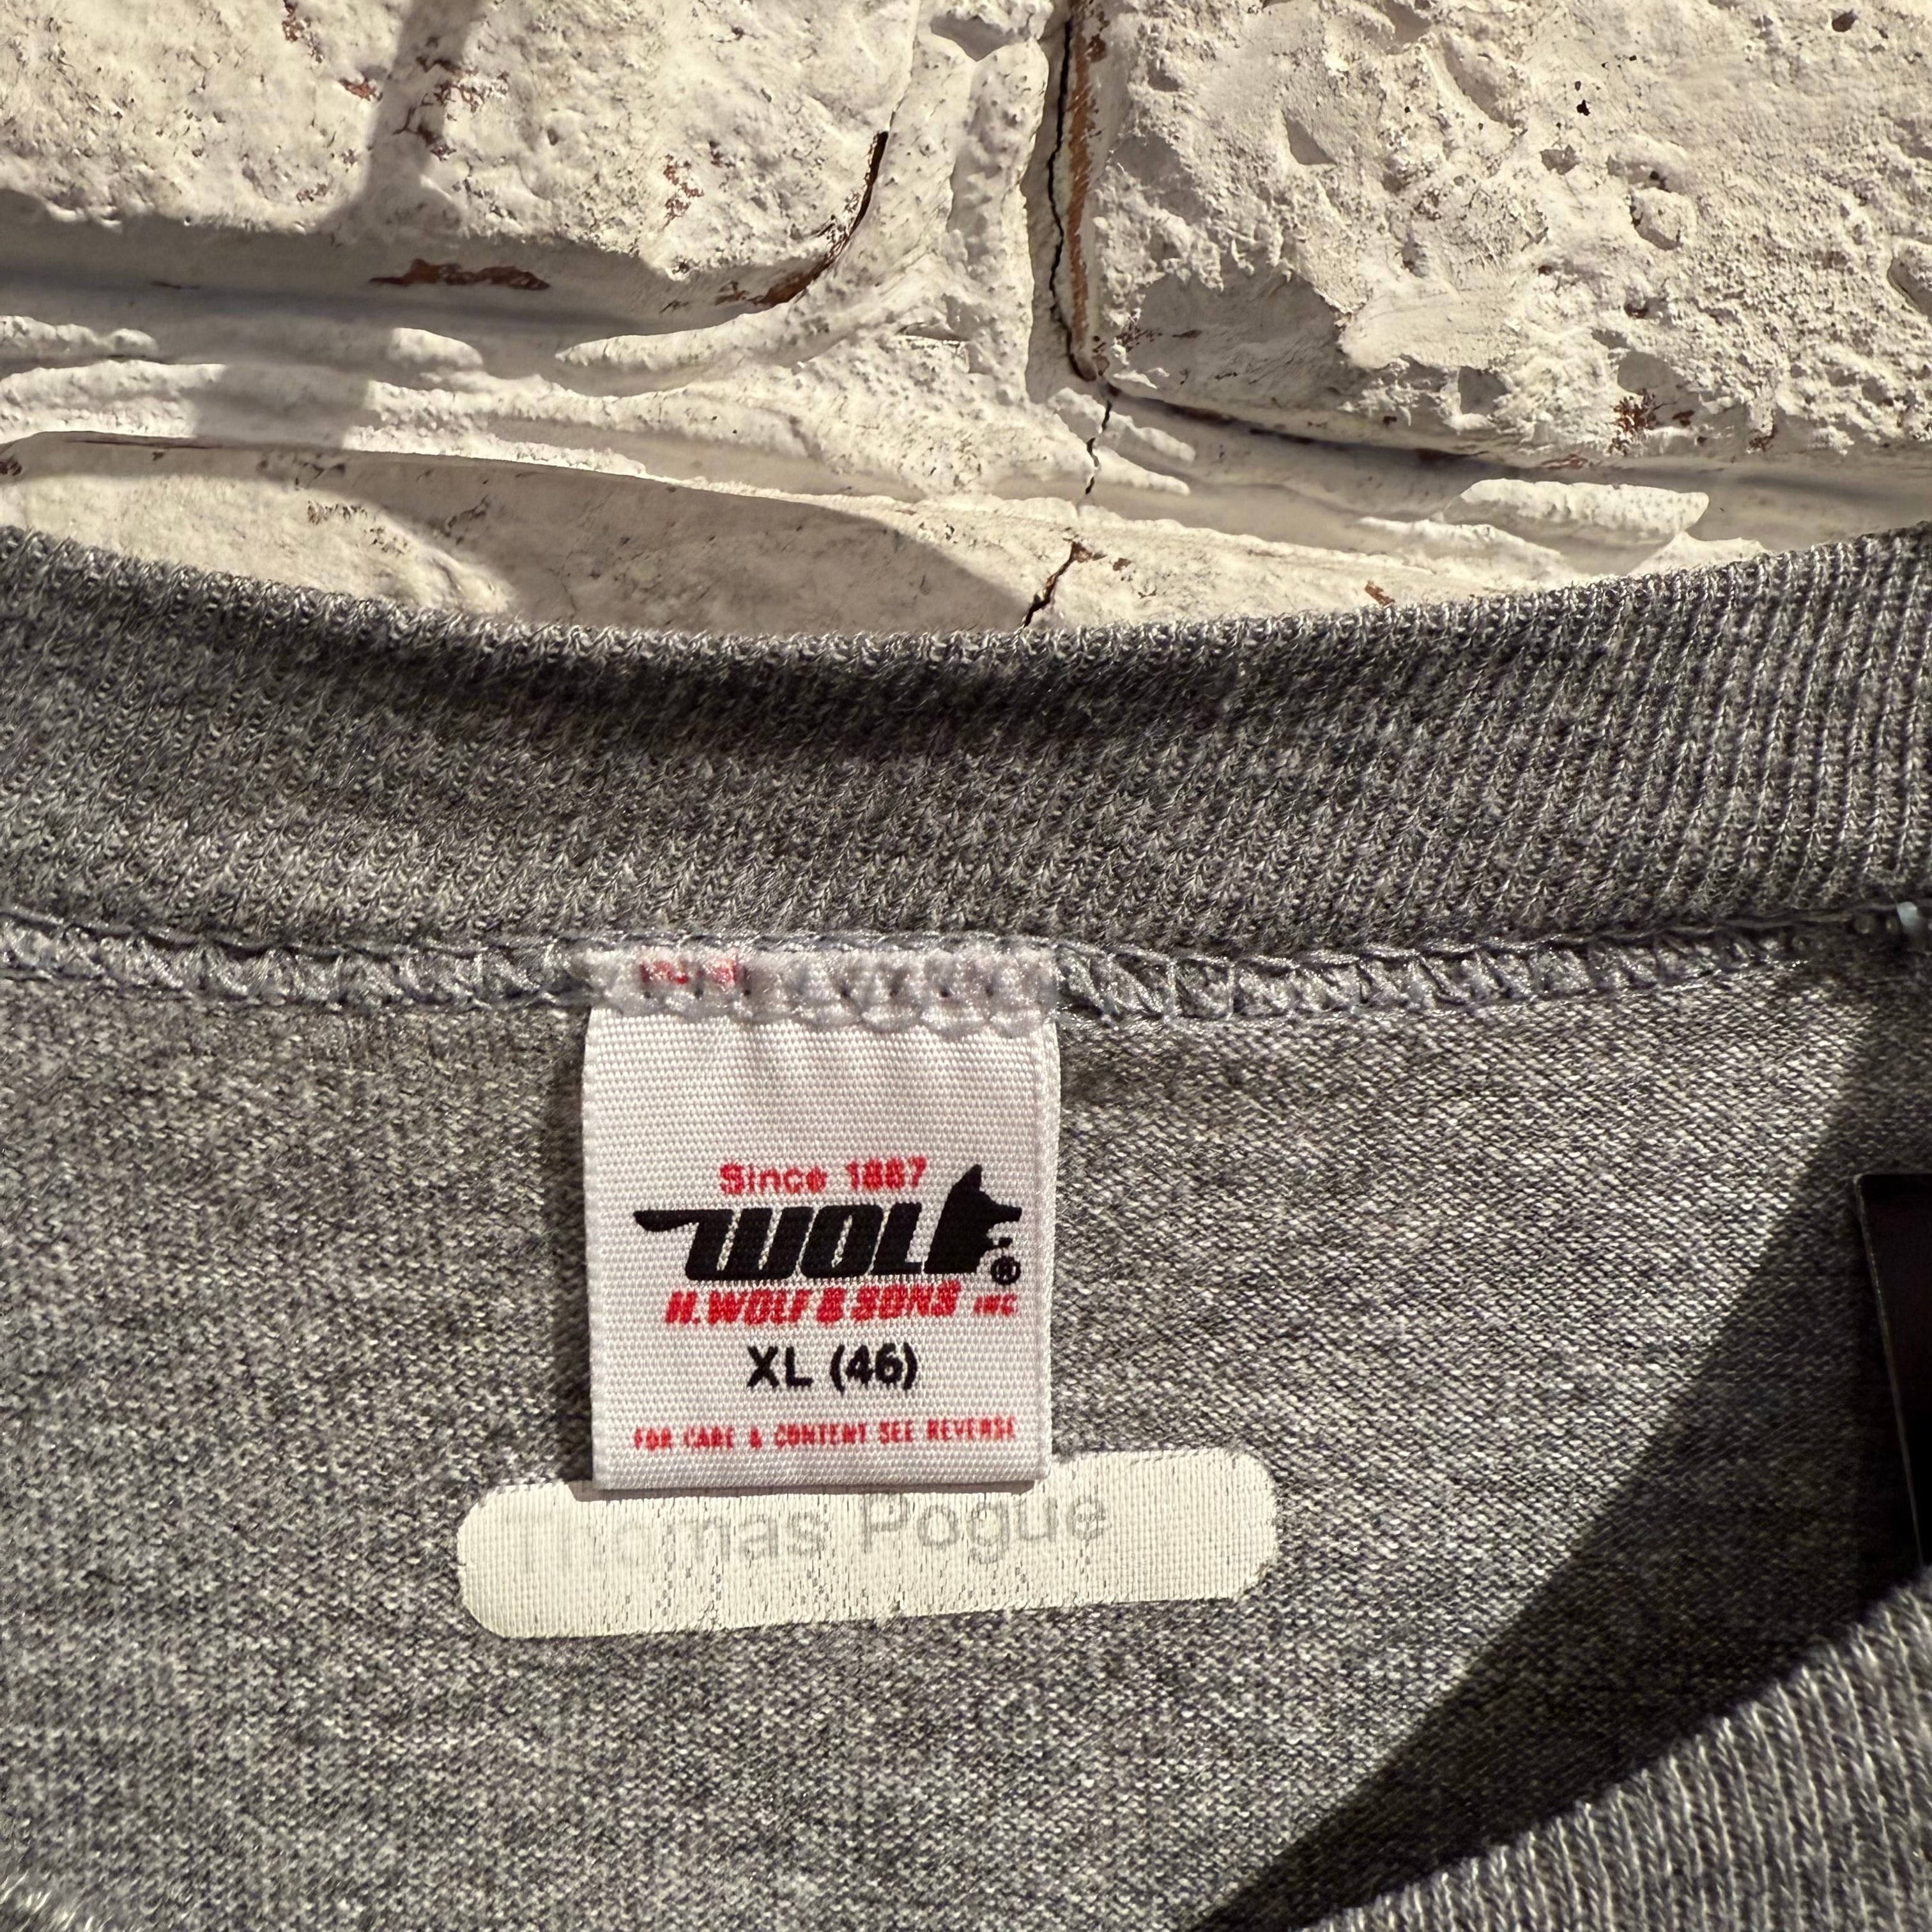 Since 1887
WOLF®
H. WOLF & SONS INC
XL (46)
FOR CARE & CONTENT SEE REVERSE
Thomas Pogue